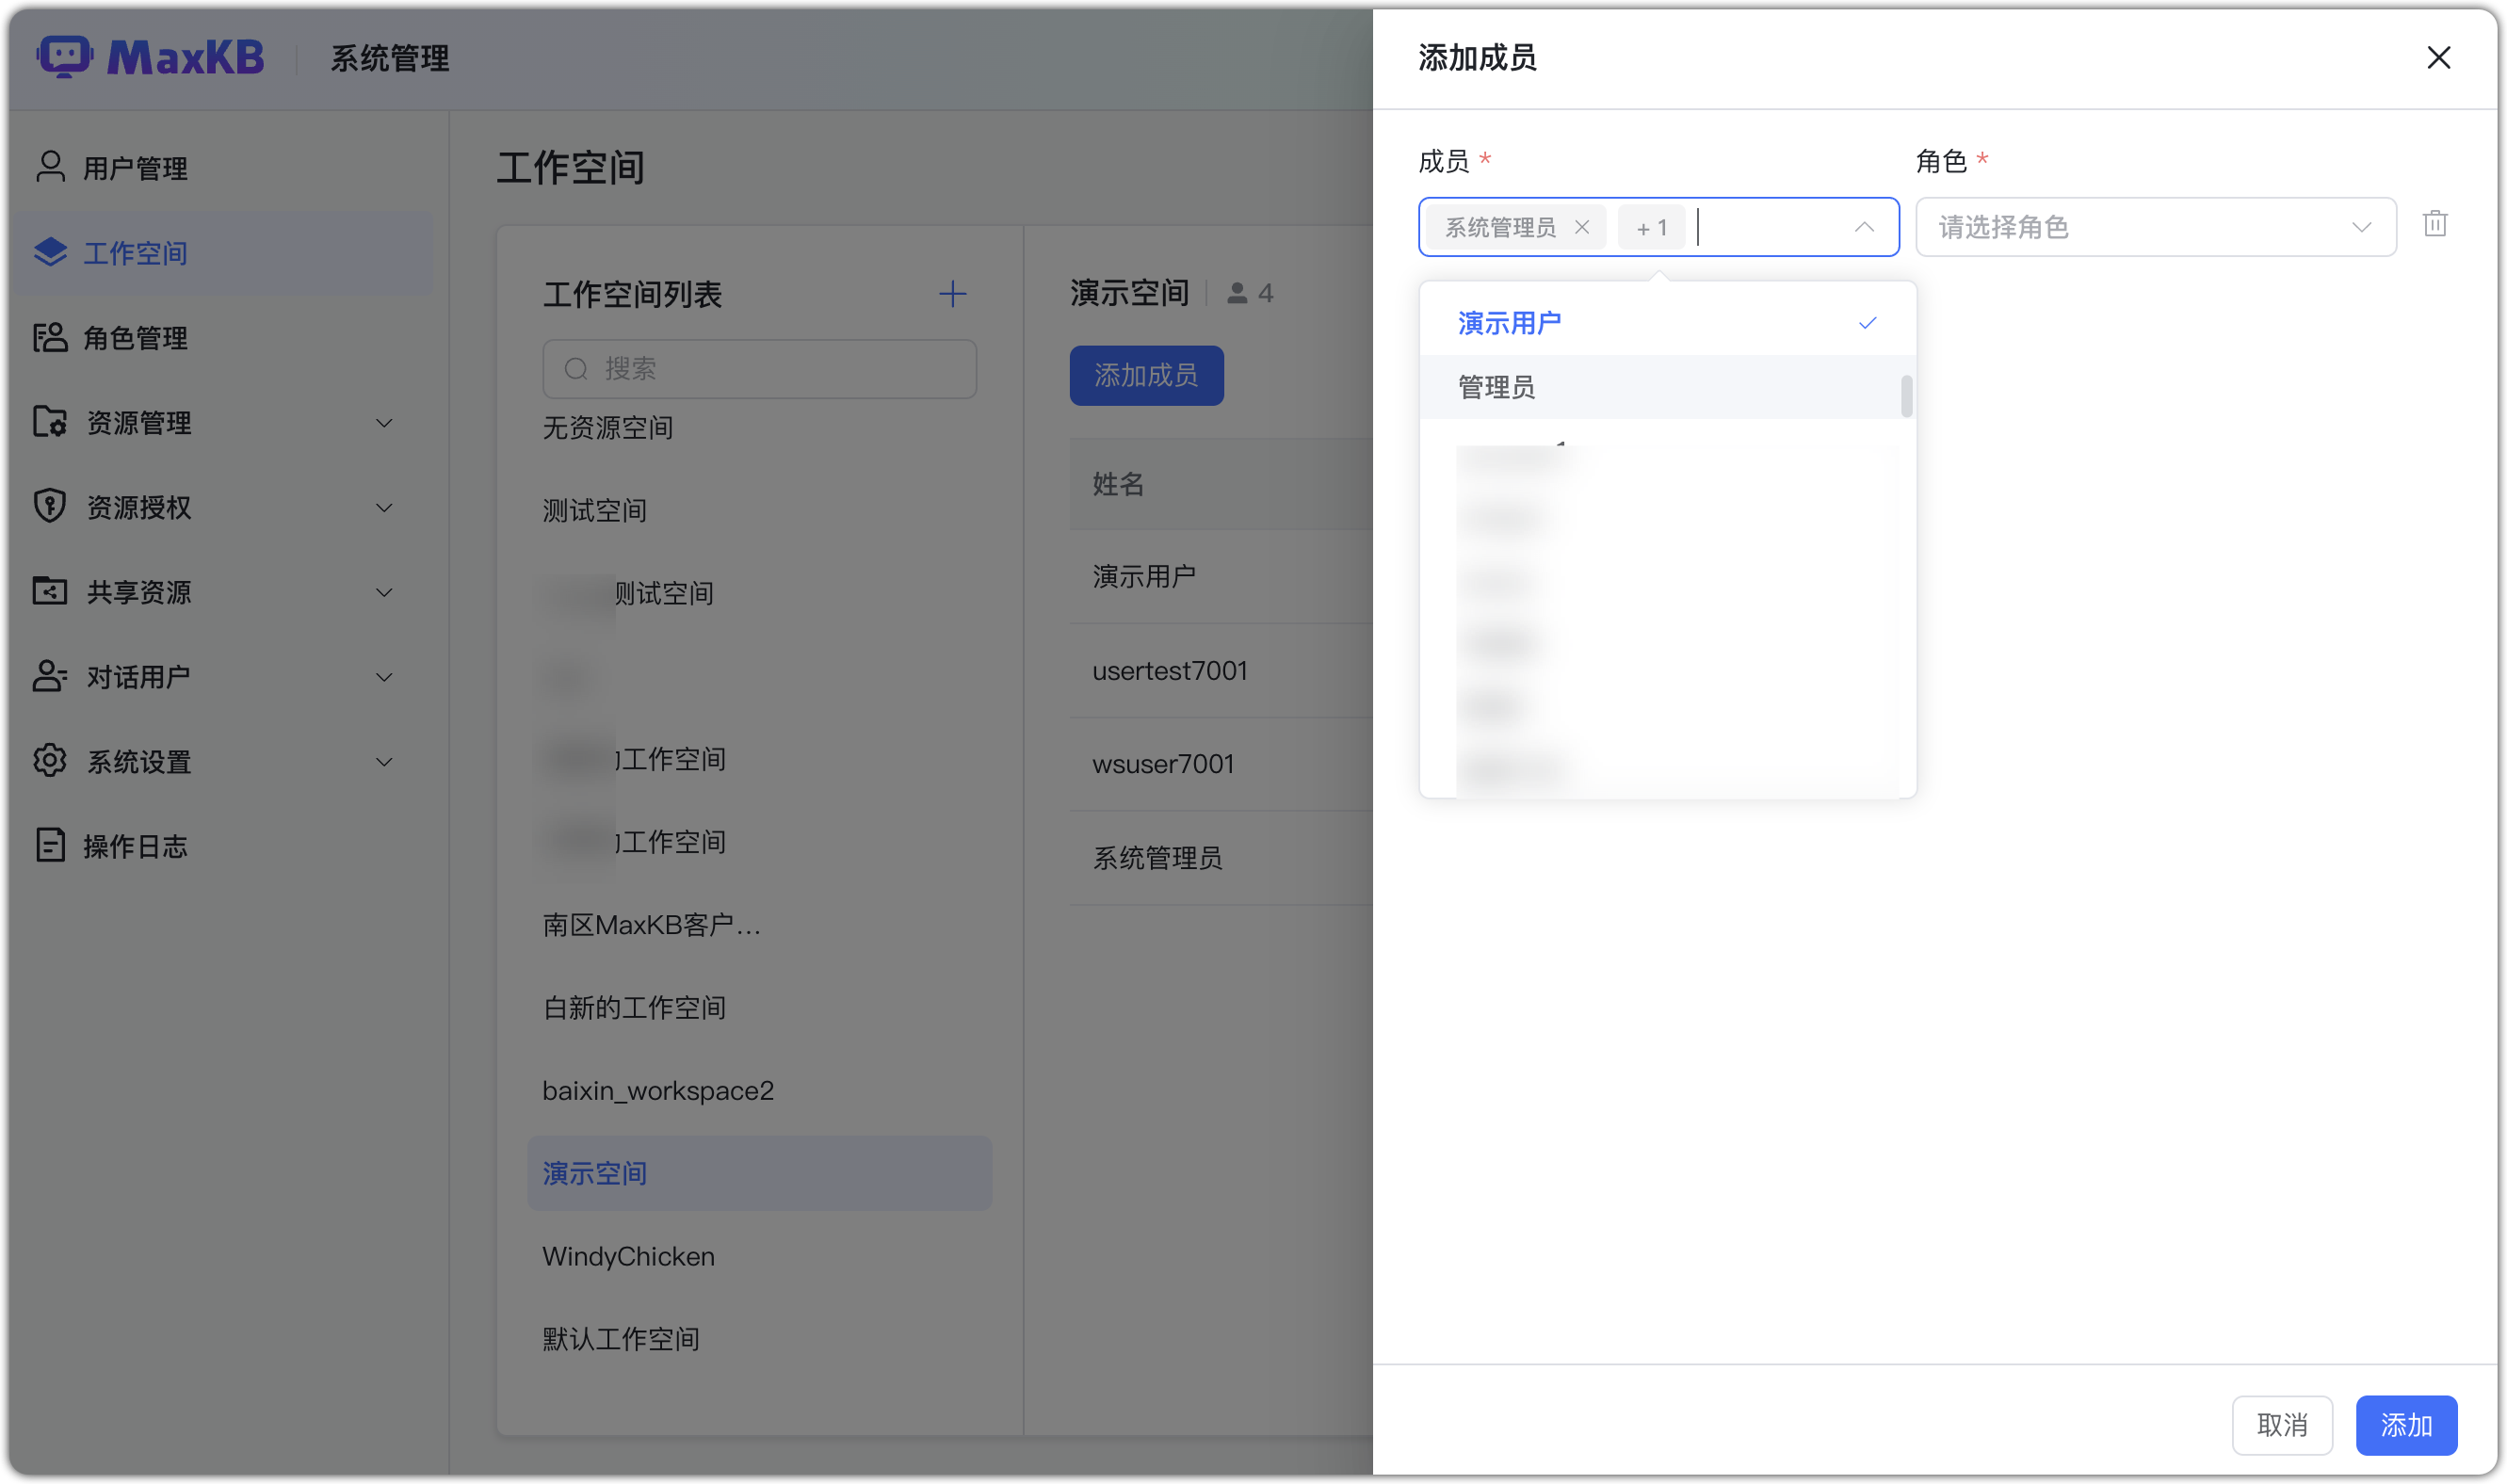 MaxKB 系统管理
用户管理
工作空间
角色管理
资源管理
资源授权
共享资源
对话用户
系统设置
操作日志
工作空间
工作空间列表
搜索
无资源空间
测试空间
测试空间
工作空间
工作空间
南区MaxKB客户...
白新的工作空间
baixin_workspace2
演示空间
WindyChicken
默认工作空间
演示空间 4
添加成员
姓名
演示用户
usertest7001
wsuser7001
系统管理员
添加成员
成员 * 角色 *
系统管理员 + 1 请选择角色
演示用户
管理员
取消 添加